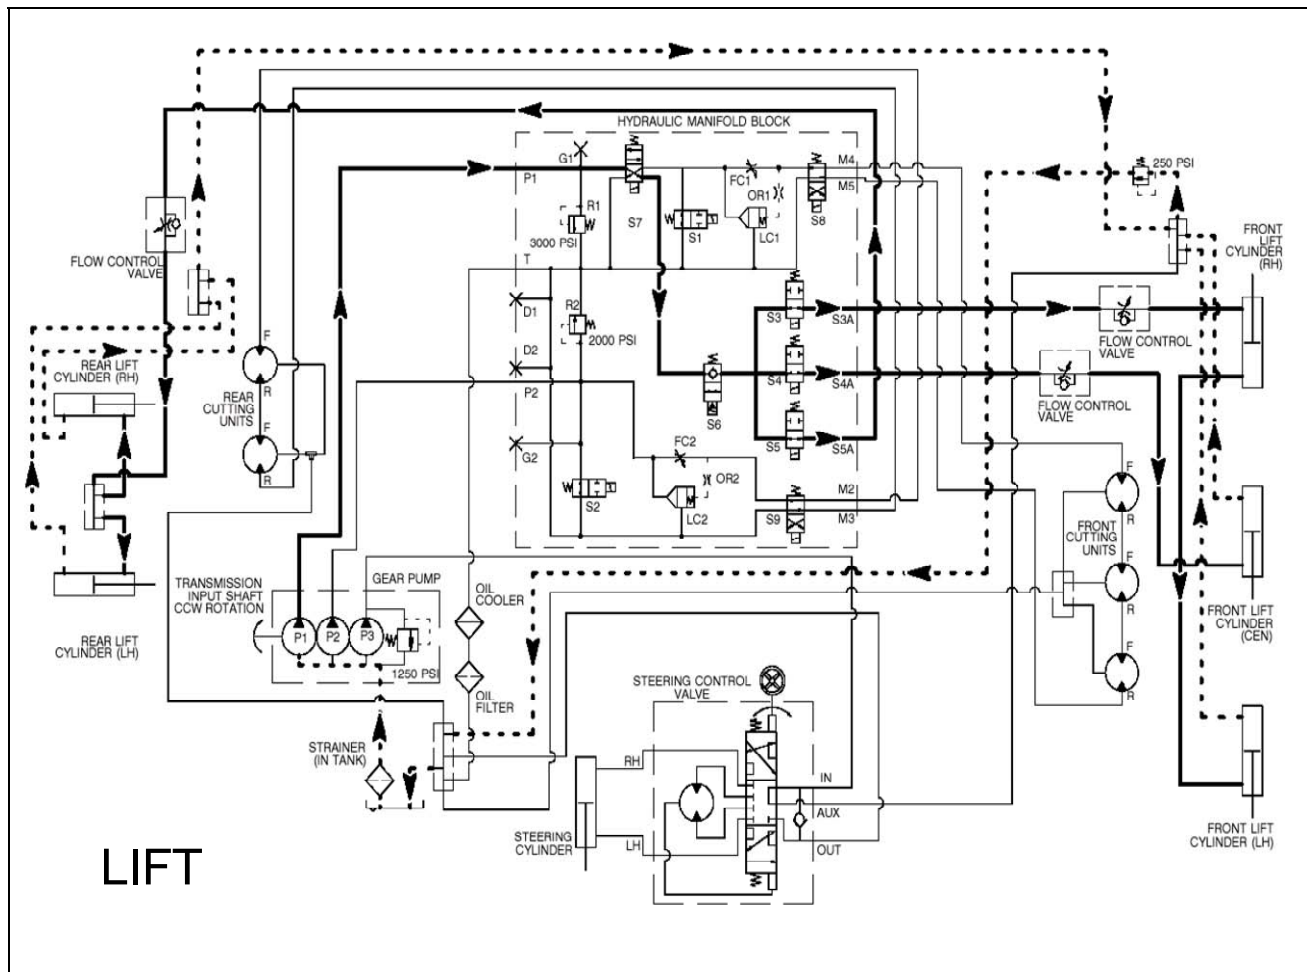 HYDRAULIC MANIFOLD BLOCK
G1
P1
FC1
M4
M5
OR1
250 PSI
R1
S7
S1
LC1
S8
3000 PSI
FLOW CONTROL
VALVE
T
FRONT
LIFT
CYLINDER
(RH)
D1
R2
2000 PSI
S3
S3A
F
FLOW CONTROL
VALVE
D2
REAR LIFT
CYLINDER (RH)
P2
S4
S4A
R
REAR
CUTTING
UNITS
FLOW CONTROL
VALVE
S6
F
S5
S5A
G2
FC2
R
OR2
M2
F
S2
LC2
S9
M3
R
FRONT
CUTTING
UNITS
TRANSMISSION
INPUT SHAFT
CCW ROTATION
GEAR PUMP
OIL
COOLER
F
R
FRONT LIFT
CYLINDER
(CEN)
P1
P2
P3
REAR LIFT
CYLINDER (LH)
1250 PSI
F
R
OIL
FILTER
STEERING CONTROL
VALVE
STRAINER
(IN TANK)
RH
IN
AUX
STEERING
CYLINDER
LH
OUT
FRONT LIFT
CYLINDER (LH)
LIFT